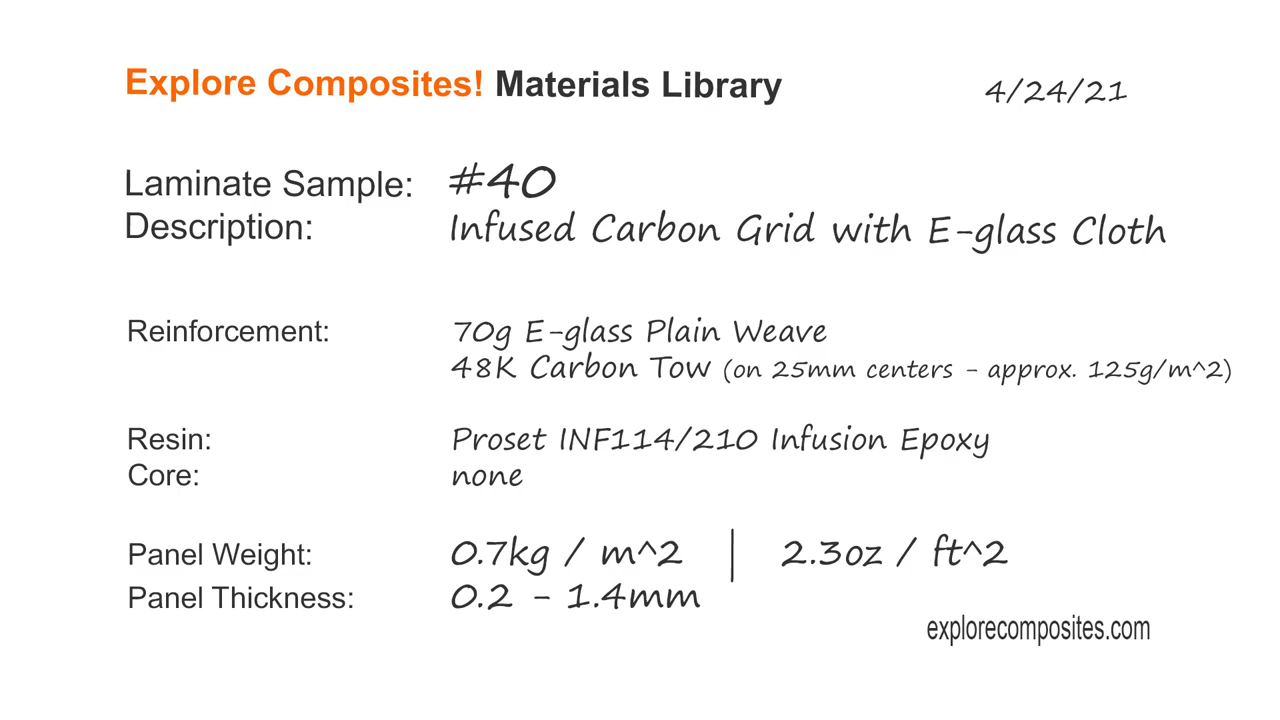 Explore Composites! Materials Library 4/24/21
Laminate Sample: #40
Description: Infused Carbon Grid with E-glass Cloth
Reinforcement: 70g E-glass Plain Weave
48K Carbon Tow (on 25mm centers - approx. 125g/m^2)
Resin: Proset INF114/210 Infusion Epoxy
Core: none
Panel Weight: 0.7kg / m^2 | 2.3oz / ft^2
Panel Thickness: 0.2 - 1.4mm
explorecomposites.com